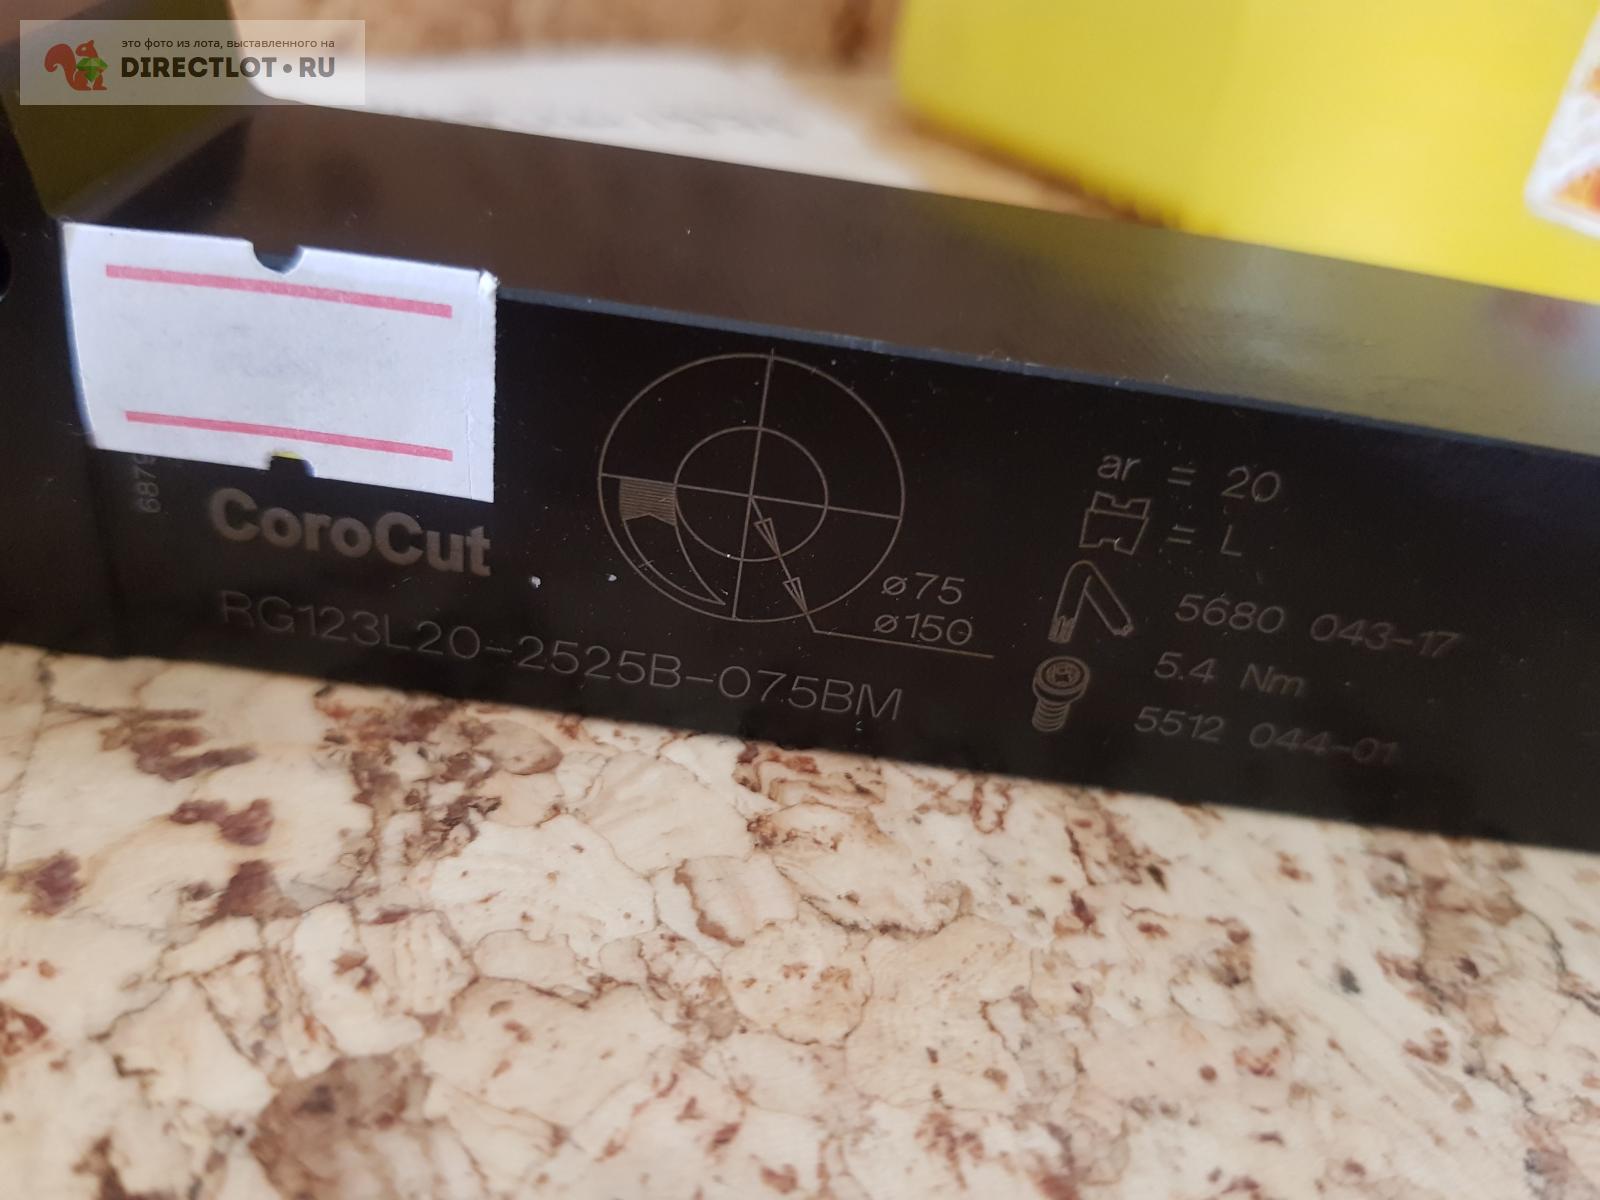 это фото из лота, выставленного на
DIRECTLOT•RU
CoroCut
RG123L20-2525B-075BM
ø75
ø150
ar = 20
= L
5680 043-17
5.4 Nm
5512 044-01